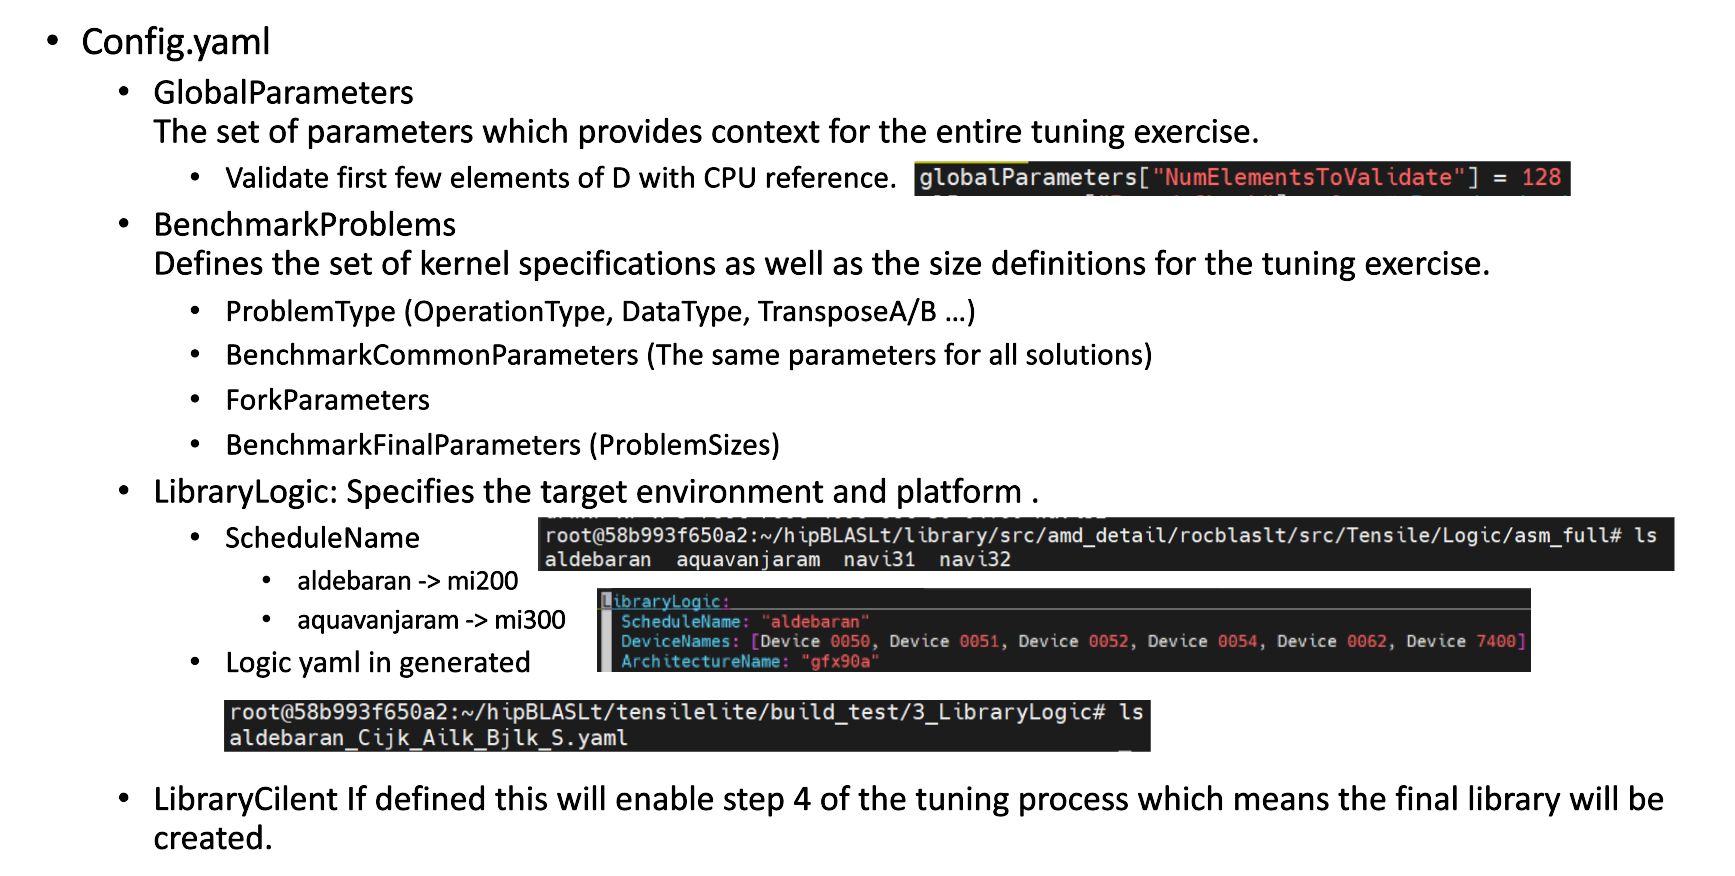 • Config.yaml
• GlobalParameters
The set of parameters which provides context for the entire tuning exercise.
• Validate first few elements of D with CPU reference.
globalParameters["NumElementsToValidate"] = 128
• BenchmarkProblems
Defines the set of kernel specifications as well as the size definitions for the tuning exercise.
• ProblemType (OperationType, DataType, TransposeA/B ...)
• BenchmarkCommonParameters (The same parameters for all solutions)
• ForkParameters
• BenchmarkFinalParameters (ProblemSizes)
• LibraryLogic: Specifies the target environment and platform .
• ScheduleName
root@58b993f650a2:~/hipBLASLt/library/src/amd_detail/rocblaslt/src/Tensile/Logic/asm_full# ls
aldebaran aquavanjaram navi31 navi32
• aldebaran -> mi200
• aquavanjaram -> mi300
LibraryLogic:
ScheduleName: "aldebaran"
DeviceNames: [Device 0050, Device 0051, Device 0052, Device 0054, Device 0062, Device 7400]
ArchitectureName: "gfx90a"
• Logic yaml in generated
root@58b993f650a2:~/hipBLASLt/tensilelite/build_test/3_LibraryLogic# ls
aldebaran_Cijk_Ailk_Bjlk_S.yaml
• LibraryCilent If defined this will enable step 4 of the tuning process which means the final library will be
created.